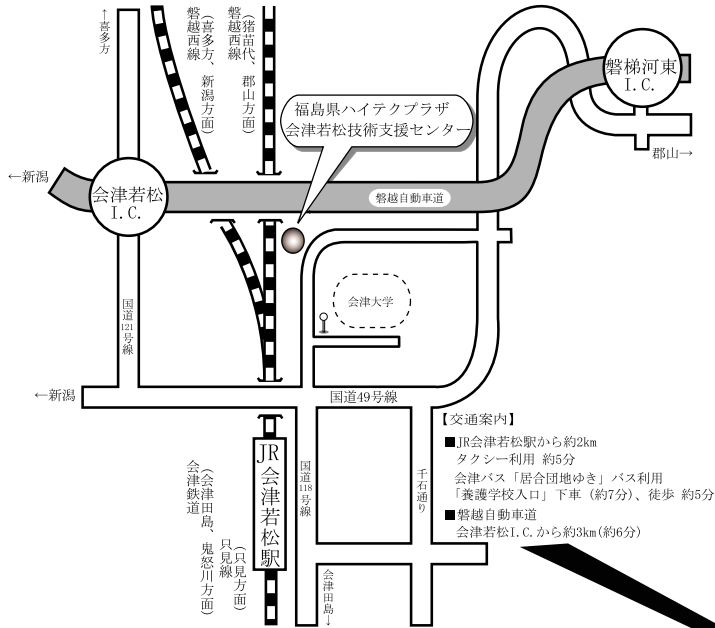 ↑喜多方
磐越西線
(喜多方、新潟方面)
磐越西線
(猪苗代、郡山方面)
福島県ハイテクプラザ
会津若松技術支援センター
磐梯河東
I.C.
郡山→
←新潟
会津若松
I.C.
磐越自動車道
会津大学
国道121号線
←新潟
国道49号線
JR会津若松駅
会津鉄道
(会津田島、鬼怒川方面)
只見線
(只見方面)
国道118号線
千石通り
会津田島→
【交通案内】
■JR会津若松駅から約2km
タクシー利用 約5分
会津バス「居合団地ゆき」バス利用
「養護学校入口」下車（約7分）、徒歩 約5分
■磐越自動車道
会津若松I.C.から約3km(約6分)